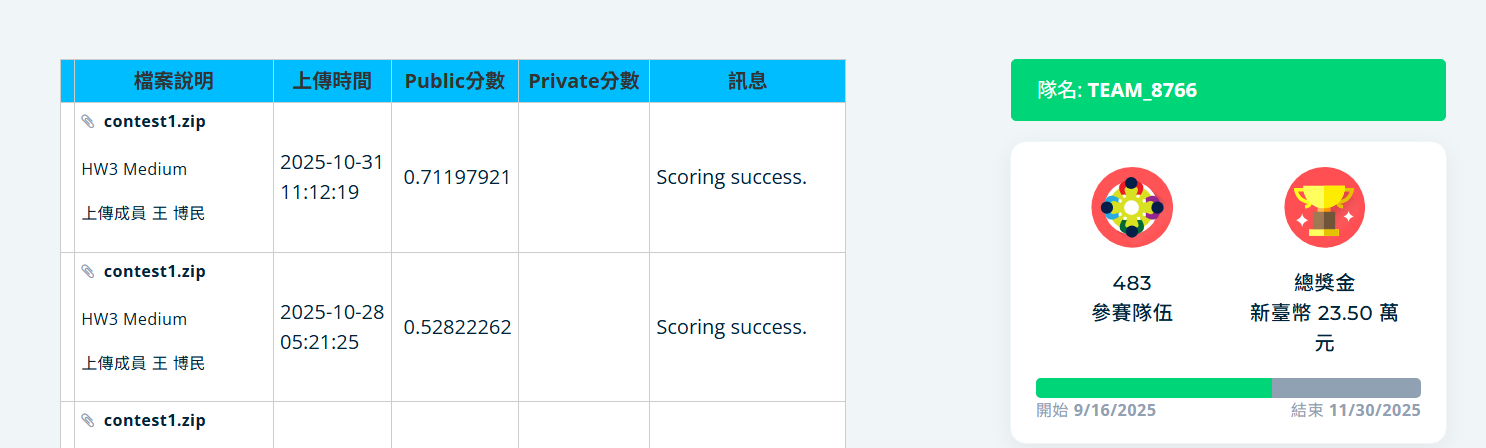 檔案說明 上傳時間 Public分數 Private分數 訊息
contest1.zip
HW3 Medium
上傳成員 王 博民
2025-10-31
11:12:19
0.71197921
Scoring success.
contest1.zip
HW3 Medium
上傳成員 王 博民
2025-10-28
05:21:25
0.52822262
Scoring success.
contest1.zip
隊名: TEAM_8766
483
參賽隊伍
總獎金
新臺幣 23.50 萬
元
開始 9/16/2025
結束 11/30/2025